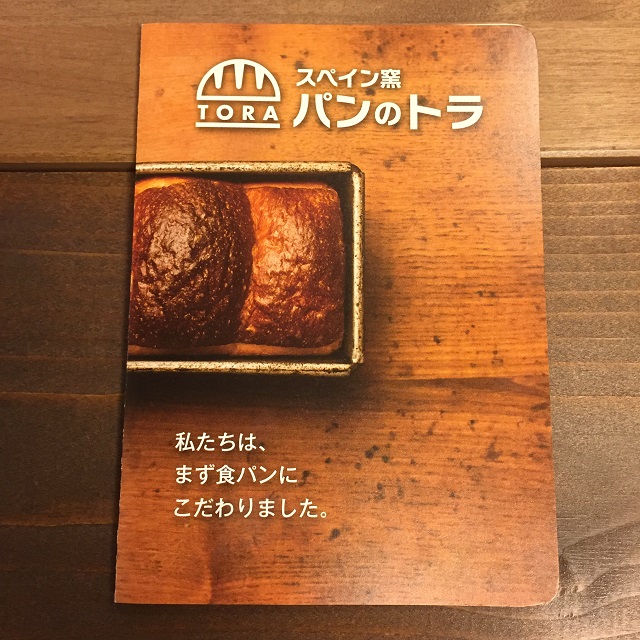 TORA
スペイン窯
パンのトラ
私たちは、
まず食パンに
こだわりました。